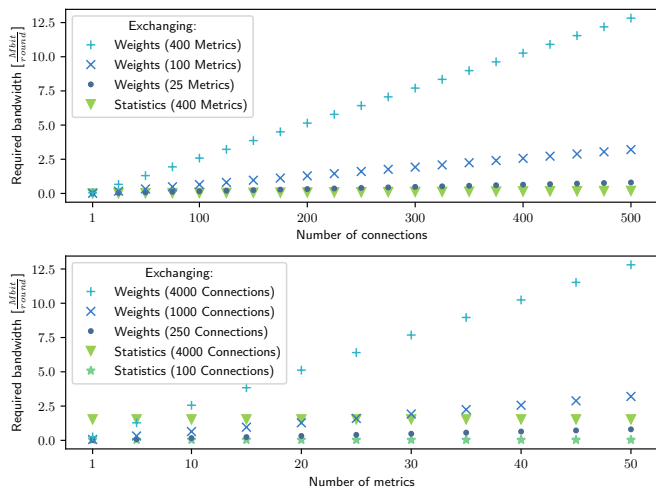 Required bandwidth [Mbit/round]
12.5
10.0
7.5
5.0
2.5
0.0
Exchanging:
Weights (400 Metrics)
Weights (100 Metrics)
Weights (25 Metrics)
Statistics (400 Metrics)
1 100 200 300 400 500
Number of connections
Required bandwidth [Mbit/round]
12.5
10.0
7.5
5.0
2.5
0.0
Exchanging:
Weights (4000 Connections)
Weights (1000 Connections)
Weights (250 Connections)
Statistics (4000 Connections)
Statistics (100 Connections)
1 10 20 30 40 50
Number of metrics